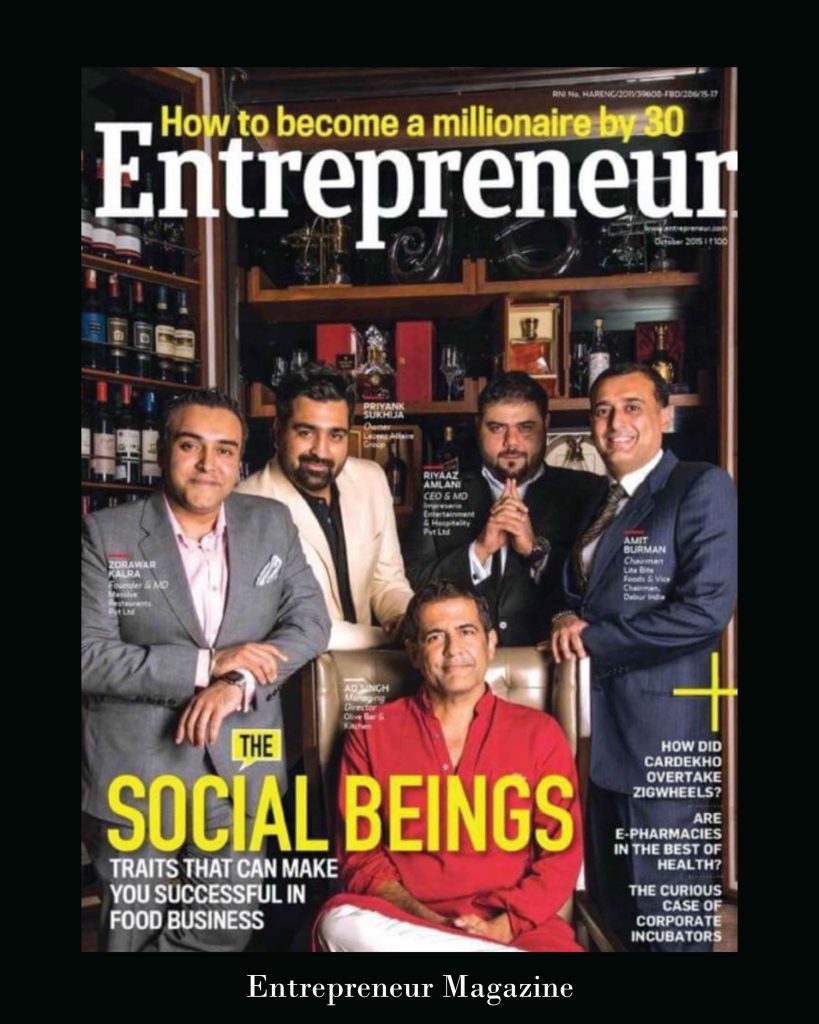 RNI No. HARENG/2011/39608-FBD/286/15-17
How to become a millionaire by 30
Entrepreneur
www.entrepreneur.com
October 2015 | ₹100
PRIYANK
SUKHIJA
Owner
Lazeez Affaire
Group
RIYAAZ
AMLANI
CEO & MD
Impresario
Entertainment
& Hospitality
Pvt Ltd
AMIT
BURMAN
Chairman
Lite Bite
Foods & Vice
Chairman,
Dabur India
ZORAWAR
KALRA
Founder & MD
Massive
Restaurants
Pvt Ltd
AD SINGH
Managing
Director
Olive Bar &
Kitchen
THE
SOCIAL BEINGS
TRAITS THAT CAN MAKE
YOU SUCCESSFUL IN
FOOD BUSINESS
HOW DID
CARDEKHO
OVERTAKE
ZIGWHEELS?
ARE
E-PHARMACIES
IN THE BEST OF
HEALTH?
THE CURIOUS
CASE OF
CORPORATE
INCUBATORS
Entrepreneur Magazine